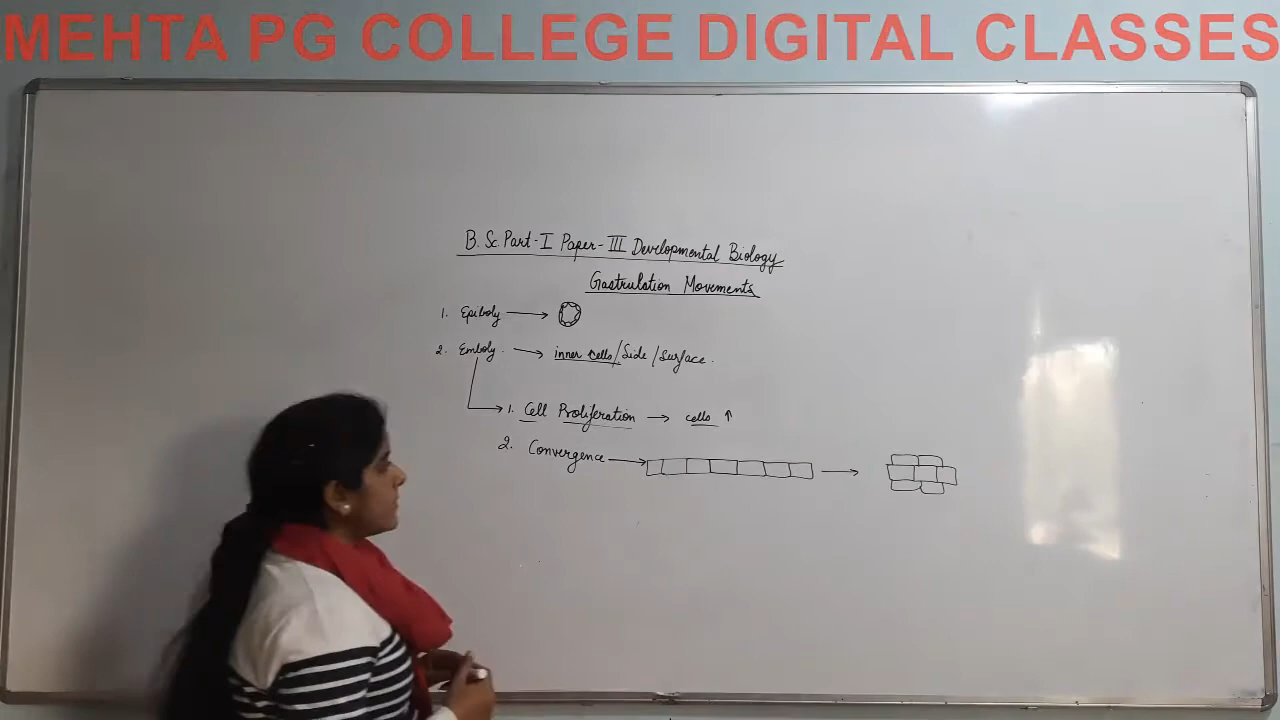 MEHTA PG COLLEGE DIGITAL CLASSES
B. Sc. Part-I Paper-III Developmental Biology
Gastrulation Movements
1. Epiboly →
2. Emboly. → inner cells/Side/Surface.
1. Cell Proliferation → cells ↑
2. Convergence → →